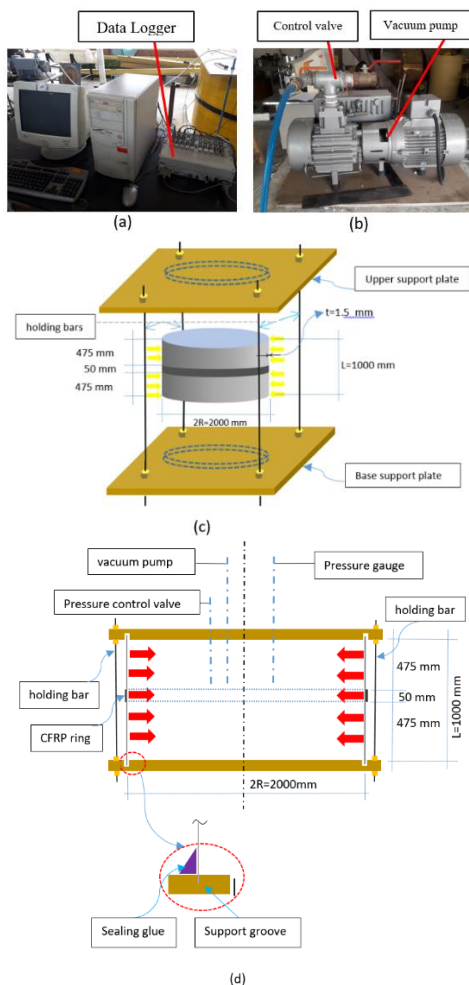 Data Logger
Control valve
Vacuum pump
(a)
(b)
Upper support plate
holding bars
t=1.5 mm
475 mm
50 mm
475 mm
L=1000 mm
2R=2000 mm
Base support plate
(c)
vacuum pump
Pressure gauge
Pressure control valve
holding bar
475 mm
holding bar
50 mm
CFRP ring
475 mm
L=1000 mm
2R=2000mm
Sealing glue
Support groove
(d)